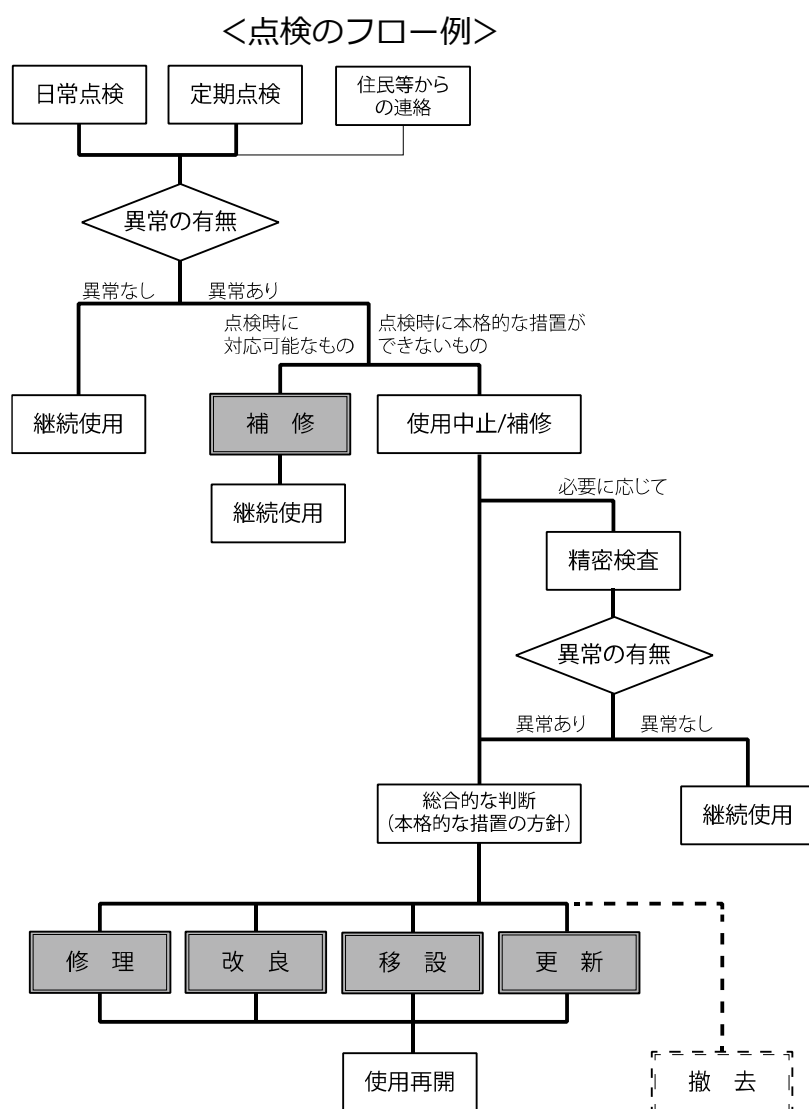 ＜点検のフロー例＞
日常点検
定期点検
住民等から
の連絡
異常の有無
異常なし
異常あり
点検時に
対応可能なもの
点検時に本格的な措置が
できないもの
継続使用
補　修
使用中止/補修
継続使用
必要に応じて
精密検査
異常の有無
異常あり
異常なし
総合的な判断
（本格的な措置の方針）
継続使用
修　理
改　良
移　設
更　新
使用再開
撤　去